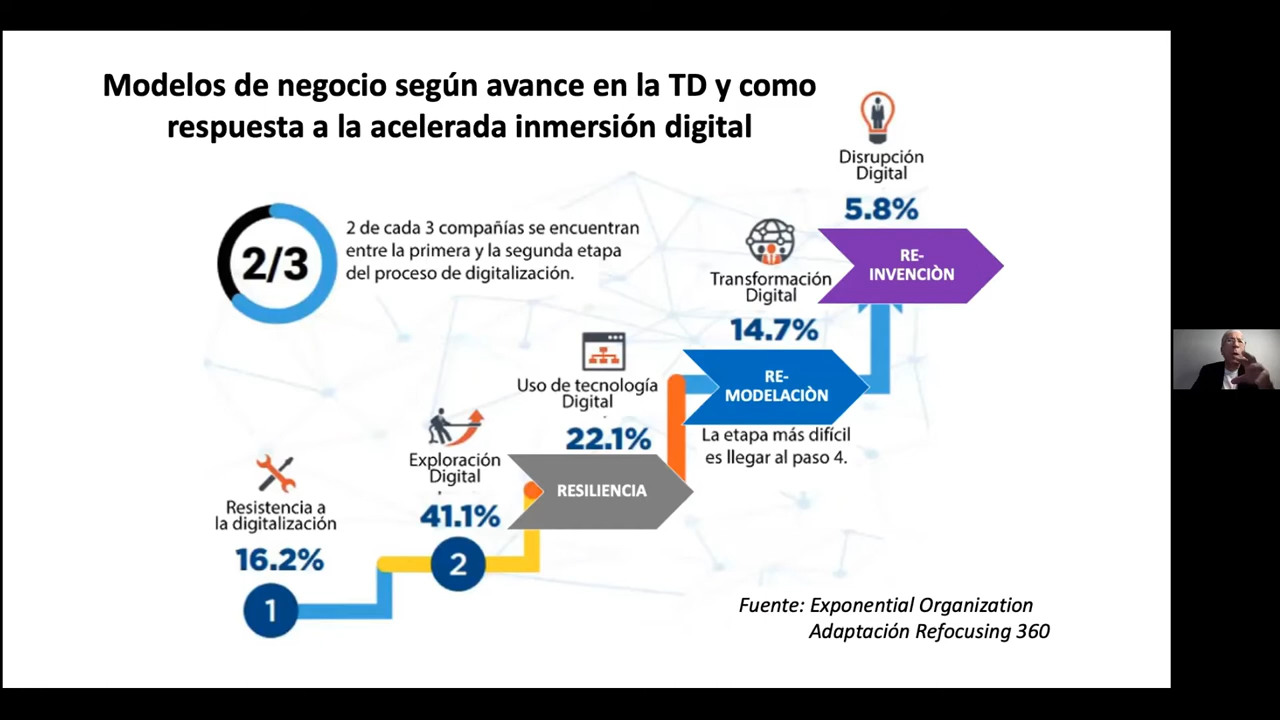 Modelos de negocio según avance en la TD y como
respuesta a la acelerada inmersión digital
2/3
2 de cada 3 compañías se encuentran
entre la primera y la segunda etapa
del proceso de digitalización.
Disrupción
Digital
5.8%
RE-
INVENCIÒN
Transformación
Digital
14.7%
RE-
MODELACIÒN
La etapa más difícil
es llegar al paso 4.
Uso de tecnología
Digital
22.1%
RESILIENCIA
Exploración
Digital
41.1%
2
Resistencia a
la digitalización
16.2%
1
Fuente: Exponential Organization
Adaptación Refocusing 360